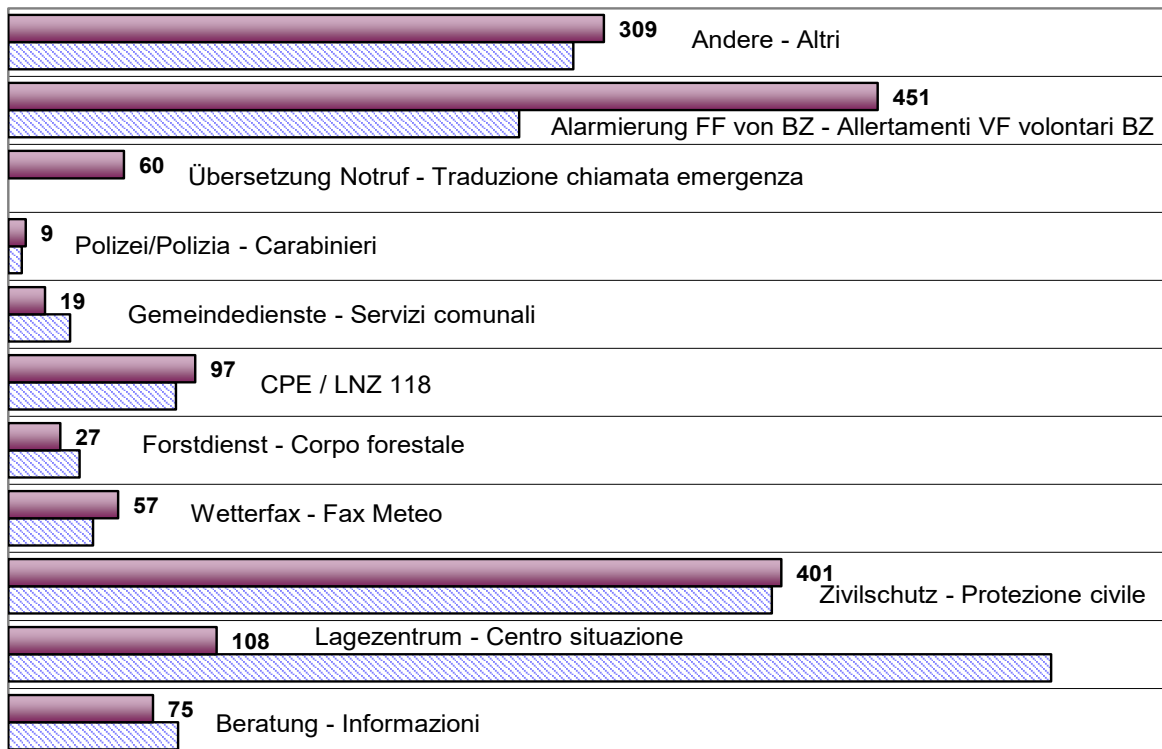 309 Andere - Altri
451
Alarmierung FF von BZ - Allertamenti VF volontari BZ
60 Übersetzung Notruf - Traduzione chiamata emergenza
9 Polizei/Polizia - Carabinieri
19 Gemeindedienste - Servizi comunali
97 CPE / LNZ 118
27 Forstdienst - Corpo forestale
57 Wetterfax - Fax Meteo
401
Zivilschutz - Protezione civile
108 Lagezentrum - Centro situazione
75 Beratung - Informazioni